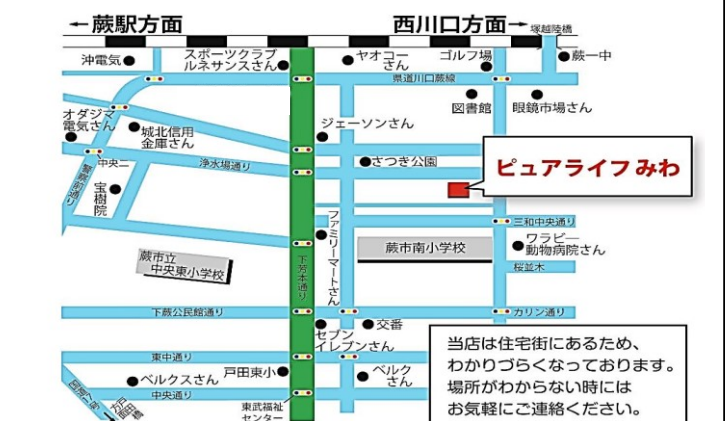 ←蕨駅方面
西川口方面→
塚越陸橋
沖電気
スポーツクラブ
ルネサンスさん
ヤオコー
さん
ゴルフ場
蕨一中
県道川口蕨線
図書館
眼鏡市場さん
オダジマ
電気さん
城北信用
金庫さん
ジェーソンさん
中央二
浄水場通り
さつき公園
ピュアライフ みわ
警察前通り
宝樹院
ファミリーマートさん
三和中央通り
蕨市立
中央東小学校
下芳本通り
蕨市南小学校
ワラビー
動物病院さん
桜並木
下蕨公民館通り
カリン通り
セブン
イレブンさん
交番
東中通り
戸田東小
ベルクスさん
ベルク
さん
中央通り
東武福祉
センター
当店は住宅街にあるため、
わかりづらくなっております。
場所がわからない時には
お気軽にご連絡ください。